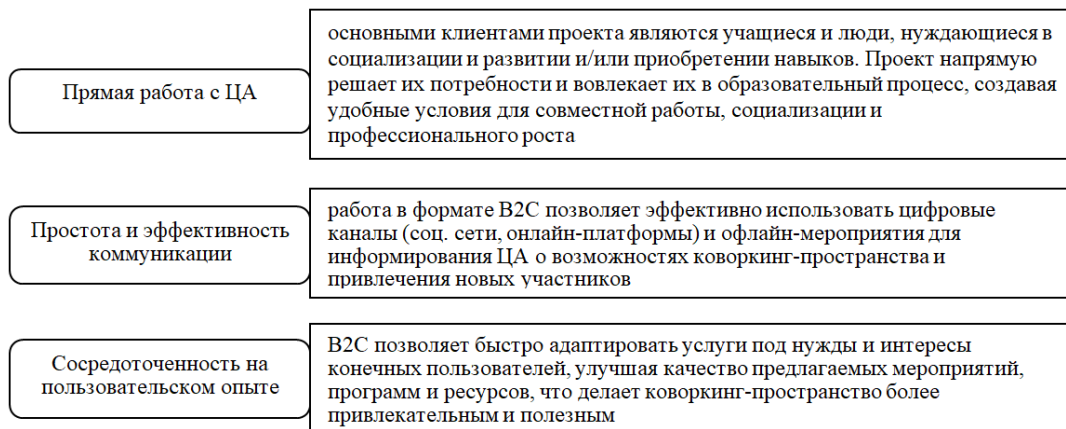 Прямая работа с ЦА
основными клиентами проекта являются учащиеся и люди, нуждающиеся в
социализации и развитии и/или приобретении навыков. Проект напрямую
решает их потребности и вовлекает их в образовательный процесс, создавая
удобные условия для совместной работы, социализации и
профессионального роста
Простота и эффективность
коммуникации
работа в формате B2C позволяет эффективно использовать цифровые
каналы (соц. сети, онлайн-платформы) и офлайн-мероприятия для
информирования ЦА о возможностях коворкинг-пространства и
привлечения новых участников
Сосредоточенность на
пользовательском опыте
B2C позволяет быстро адаптировать услуги под нужды и интересы
конечных пользователей, улучшая качество предлагаемых мероприятий,
программ и ресурсов, что делает коворкинг-пространство более
привлекательным и полезным